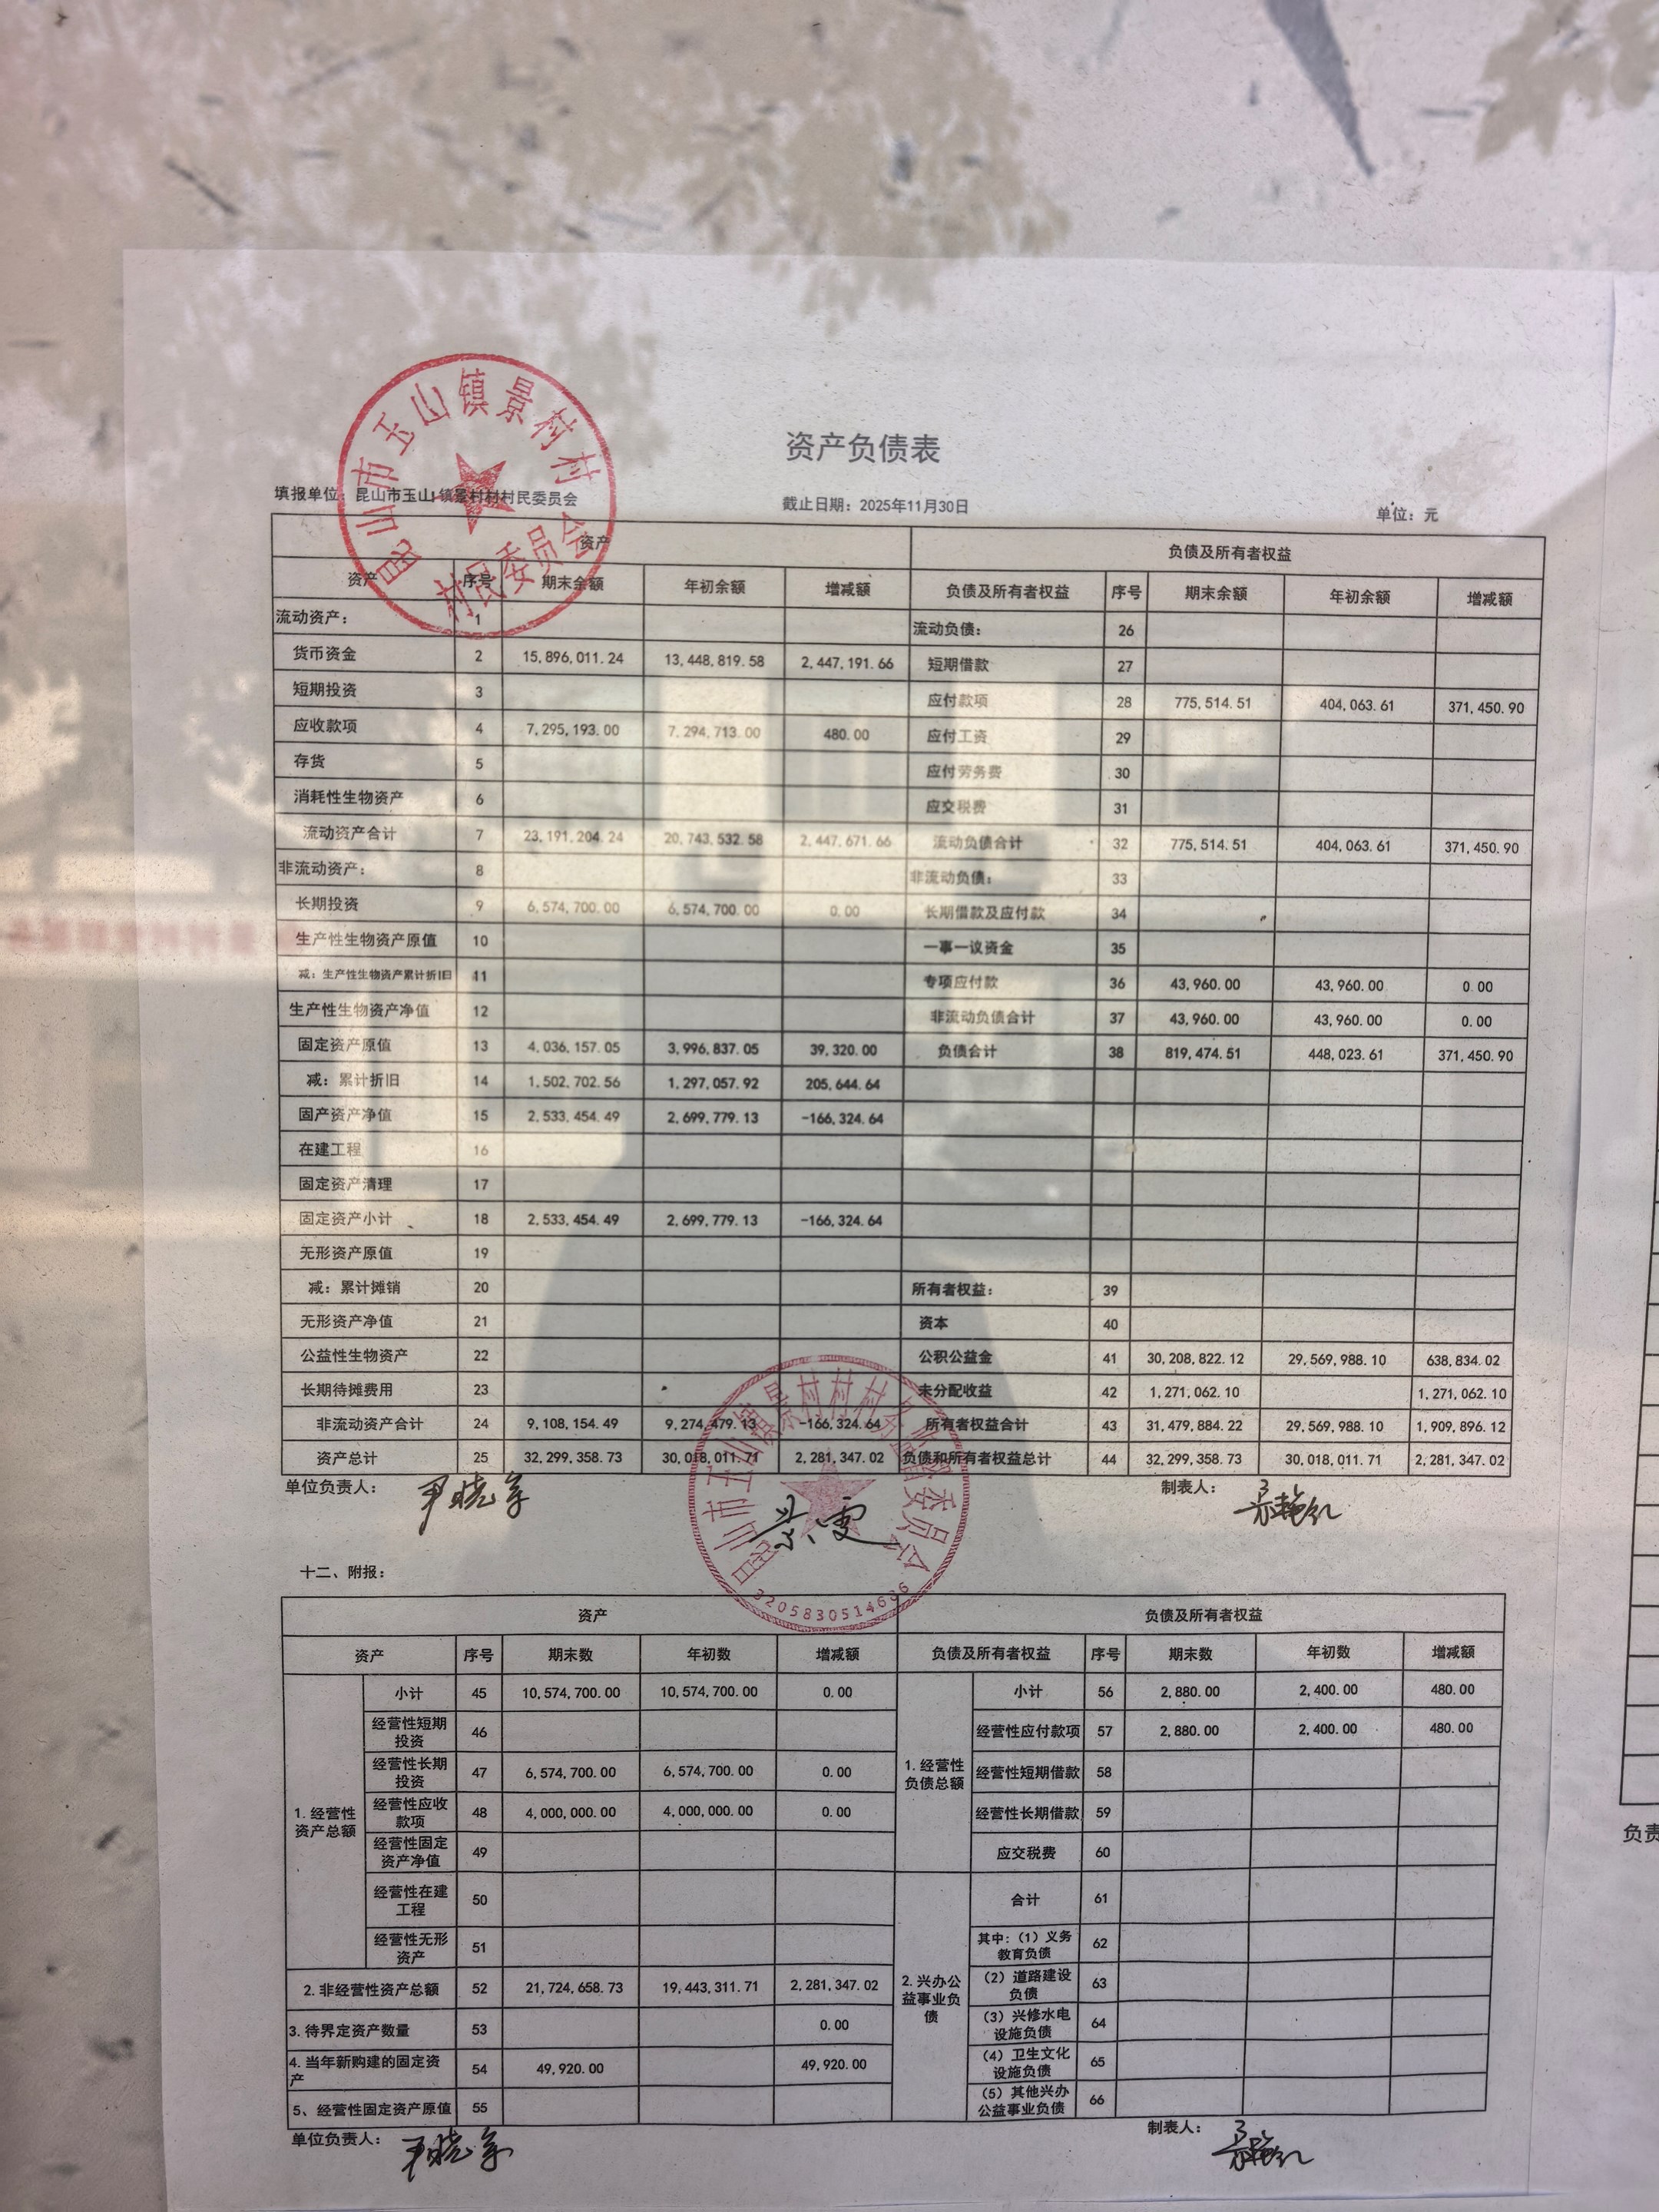 昆山市玉山镇景村村
村民委员会
资产负债表
填报单位：昆山市玉山镇景村村村民委员会 截止日期：2025年11月30日 单位：元
资产 负债及所有者权益
资产 序号 期末余额 年初余额 增减额 负债及所有者权益 序号 期末余额 年初余额 增减额
流动资产： 1 流动负债： 26
货币资金 2 15,896,011.24 13,448,819.58 2,447,191.66 短期借款 27
短期投资 3 应付款项 28 775,514.51 404,063.61 371,450.90
应收款项 4 7,295,193.00 7,294,713.00 480.00 应付工资 29
存货 5 应付劳务费 30
消耗性生物资产 6 应交税费 31
流动资产合计 7 23,191,204.24 20,743,532.58 2,447,671.66 流动负债合计 32 775,514.51 404,063.61 371,450.90
非流动资产： 8 非流动负债： 33
长期投资 9 6,574,700.00 6,574,700.00 0.00 长期借款及应付款 34
生产性生物资产原值 10 一事一议资金 35
减：生产性生物资产累计折旧 11 专项应付款 36 43,960.00 43,960.00 0.00
生产性生物资产净值 12 非流动负债合计 37 43,960.00 43,960.00 0.00
固定资产原值 13 4,036,157.05 3,996,837.05 39,320.00 负债合计 38 819,474.51 448,023.61 371,450.90
减：累计折旧 14 1,502,702.56 1,297,057.92 205,644.64
固产资产净值 15 2,533,454.49 2,699,779.13 -166,324.64
在建工程 16
固定资产清理 17
固定资产小计 18 2,533,454.49 2,699,779.13 -166,324.64
无形资产原值 19
减：累计摊销 20 所有者权益： 39
无形资产净值 21 资本 40
公益性生物资产 22 公积公益金 41 30,208,822.12 29,569,988.10 638,834.02
长期待摊费用 23 未分配收益 42 1,271,062.10 1,271,062.10
非流动资产合计 24 9,108,154.49 9,274,479.13 -166,324.64 所有者权益合计 43 31,479,884.22 29,569,988.10 1,909,896.12
资产总计 25 32,299,358.73 30,018,011.71 2,281,347.02 负债和所有者权益总计 44 32,299,358.73 30,018,011.71 2,281,347.02
单位负责人： 制表人：
十二、附报：
资产 负债及所有者权益
资产 序号 期末数 年初数 增减额 负债及所有者权益 序号 期末数 年初数 增减额
1.经营性资产总额 小计 45 10,574,700.00 10,574,700.00 0.00 1.经营性负债总额 小计 56 2,880.00 2,400.00 480.00
经营性短期投资 46 经营性应付款项 57 2,880.00 2,400.00 480.00
经营性长期投资 47 6,574,700.00 6,574,700.00 0.00 经营性短期借款 58
经营性应收款项 48 4,000,000.00 4,000,000.00 0.00 经营性长期借款 59
经营性固定资产净值 49 应交税费 60
经营性在建工程 50 2.兴办公益事业负债 合计 61
经营性无形资产 51 其中：（1）义务教育负债 62
2.非经营性资产总额 52 21,724,658.73 19,443,311.71 2,281,347.02 （2）道路建设负债 63
3.待界定资产数量 53 0.00 （3）兴修水电设施负债 64
4.当年新购建的固定资产 54 49,920.00 49,920.00 （4）卫生文化设施负债 65
5、经营性固定资产原值 55 （5）其他兴办公益事业负债 66
单位负责人： 制表人：
负责